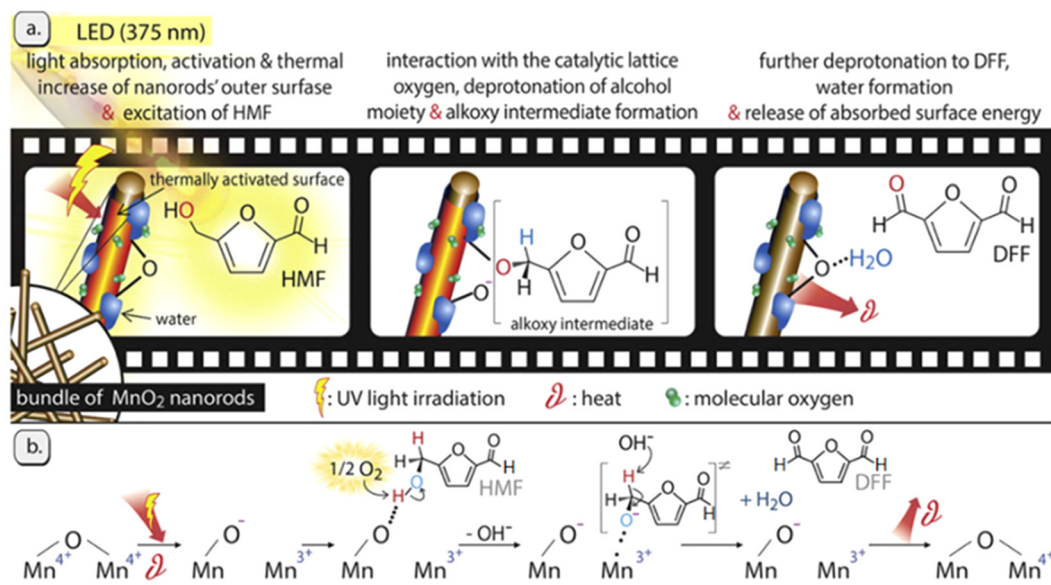 a.
LED (375 nm)
light absorption, activation & thermal
increase of nanorods' outer surfase
& excitation of HMF
interaction with the catalytic lattice
oxygen, deprotonation of alcohol
moiety & alkoxy intermediate formation
further deprotonation to DFF,
water formation
& release of absorbed surface energy
thermally activated surface
HO
O
O
H
HMF
O
water
H
O
H
O
O
H
O⁻
alkoxy intermediate
O
H
O
O
H
DFF
O
H₂O
bundle of MnO₂ nanorods
: UV light irradiation
: heat
: molecular oxygen
b.
1/2 O₂
H
H
O
H
O
O
H
HMF
OH⁻
H
H
O⁻
O
O
H
≠
+ H₂O
O
H
O
O
H
DFF
O
Mn⁴⁺ Mn⁴⁺
O⁻
Mn Mn³⁺
O
Mn Mn³⁺
- OH⁻
O⁻
Mn Mn³⁺
O⁻
Mn Mn³⁺
O
Mn Mn⁴⁺